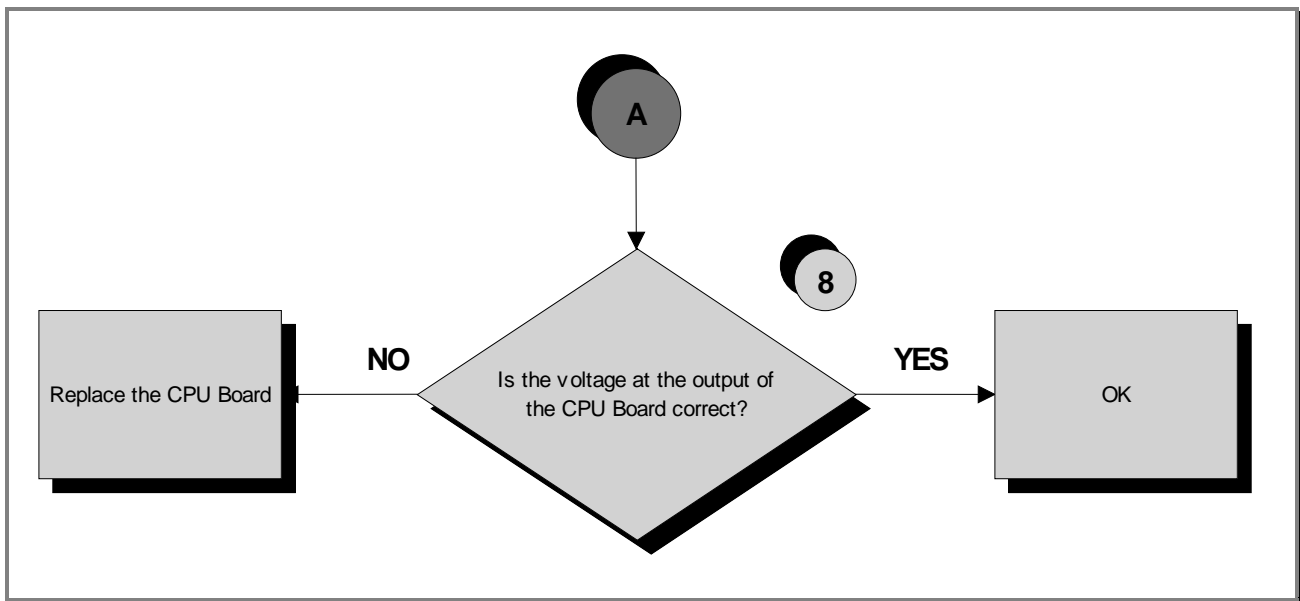 A
8
NO
YES
Replace the CPU Board
Is the voltage at the output of
the CPU Board correct?
OK